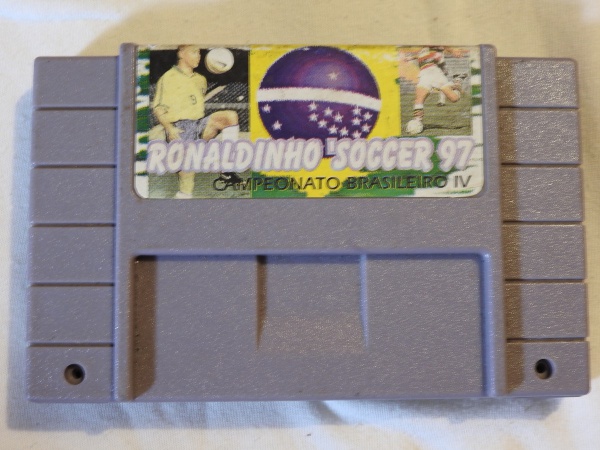 RONALDINHO SOCCER 97
CAMPEONATO BRASILEIRO IV